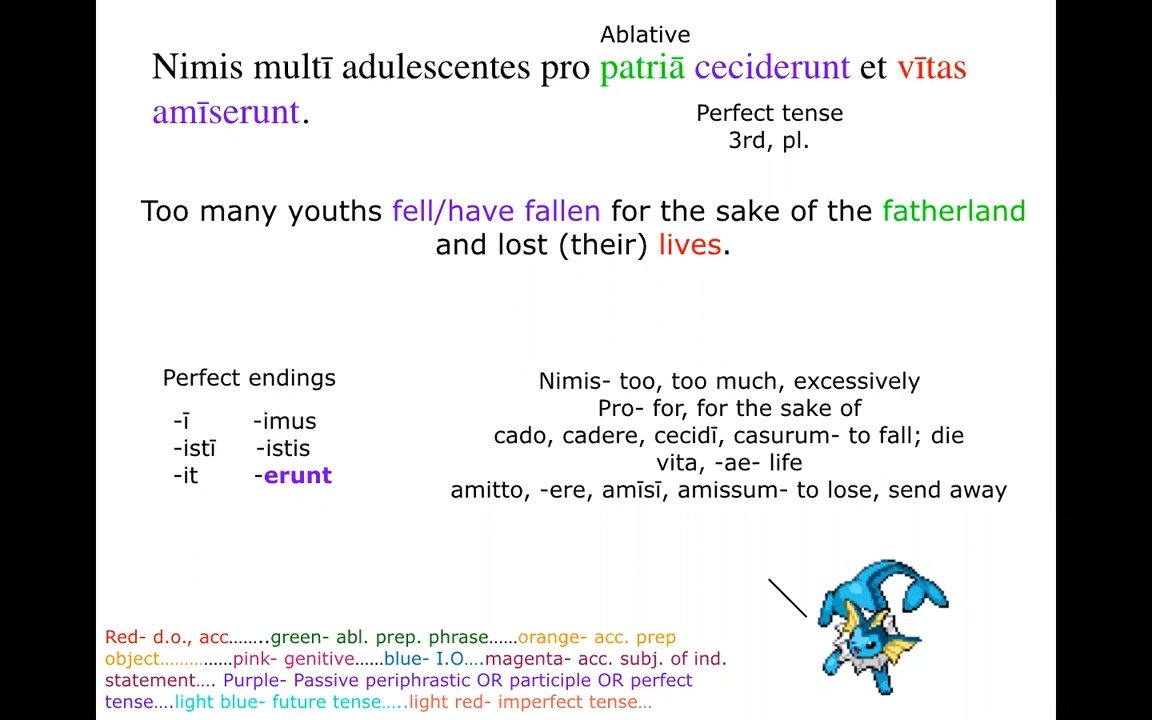 Ablative
Nimis multī adulescentes pro patriā ceciderunt et vītas
amīserunt.
Perfect tense
3rd, pl.
Too many youths fell/have fallen for the sake of the fatherland
and lost (their) lives.
Perfect endings
-ī -imus
-istī -istis
-it -erunt
Nimis- too, too much, excessively
Pro- for, for the sake of
cado, cadere, cecidī, casurum- to fall; die
vita, -ae- life
amitto, -ere, amīsī, amissum- to lose, send away
Red- d.o., acc……..green- abl. prep. phrase……orange- acc. prep
object………......pink- genitive……blue- I.O….magenta- acc. subj. of ind.
statement…. Purple- Passive periphrastic OR participle OR perfect
tense….light blue- future tense…..light red- imperfect tense…